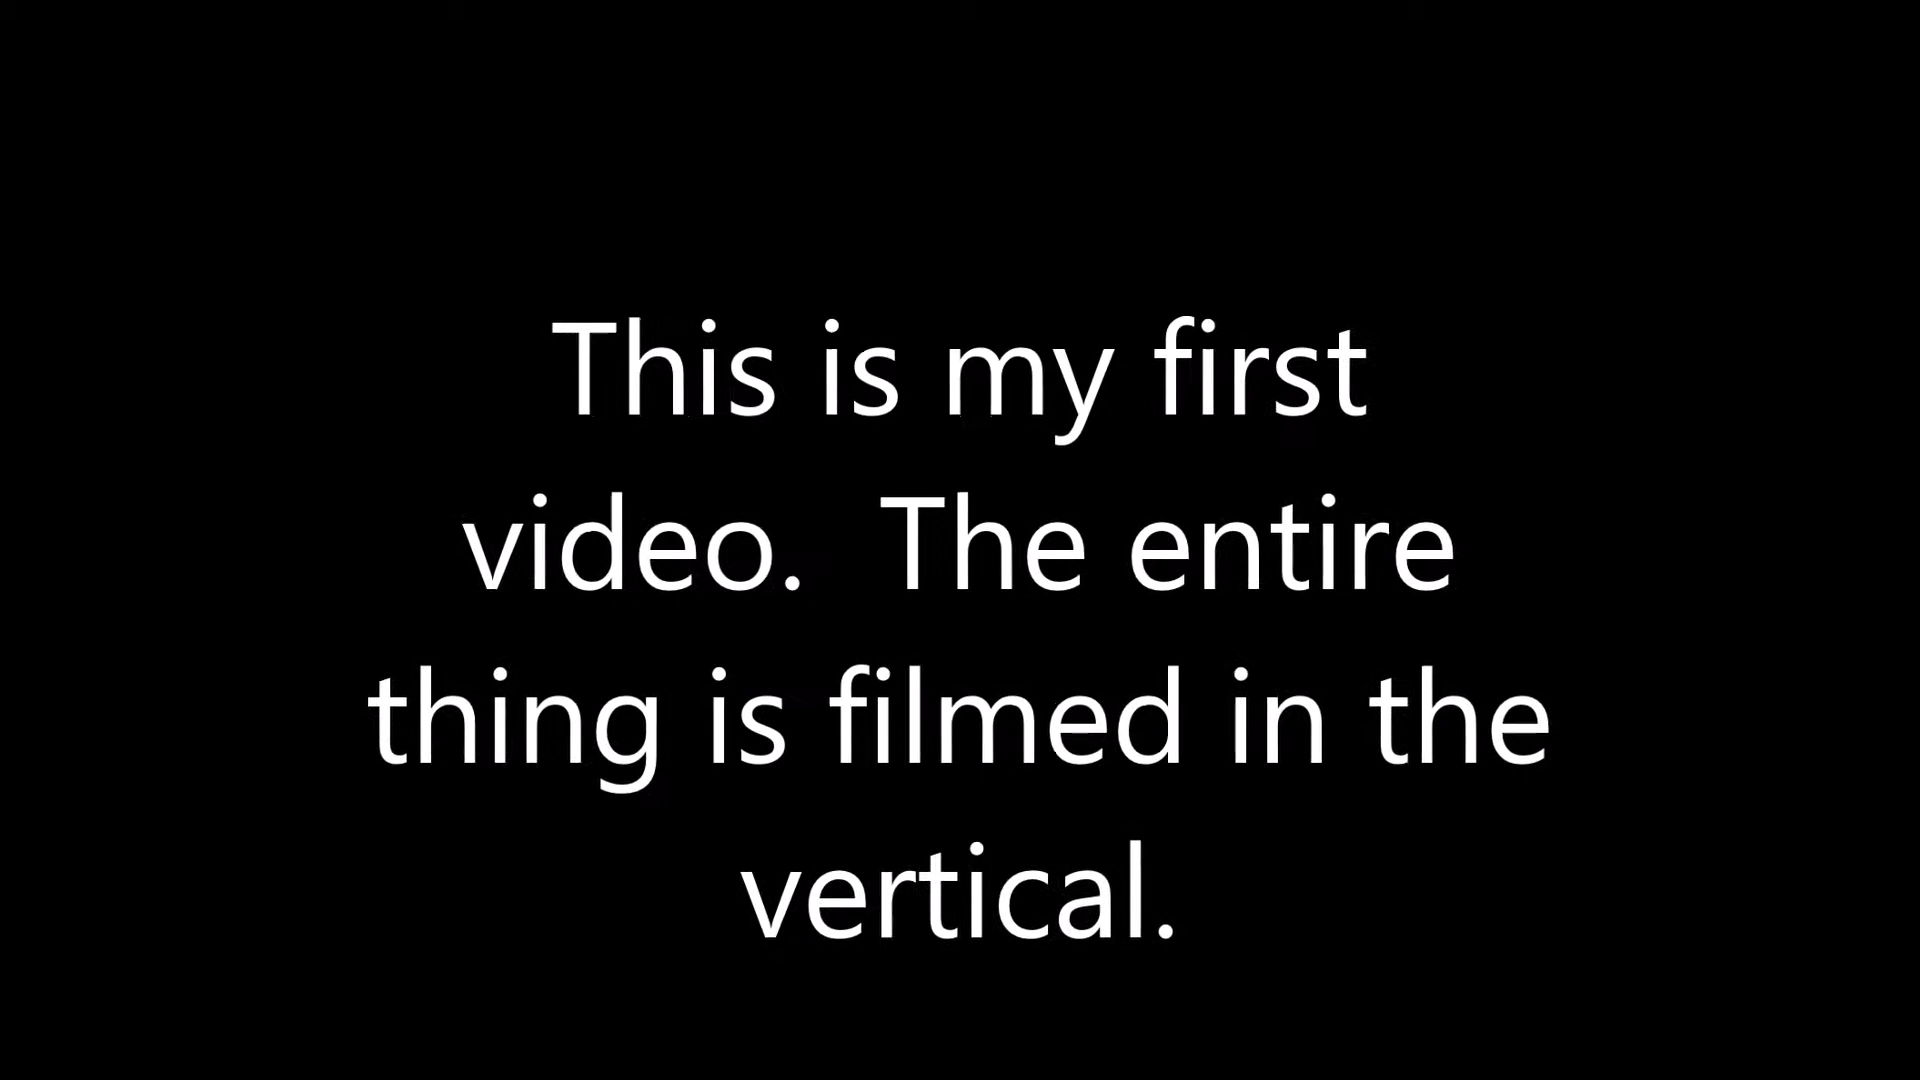 This is my first
video.  The entire
thing is filmed in the
vertical.